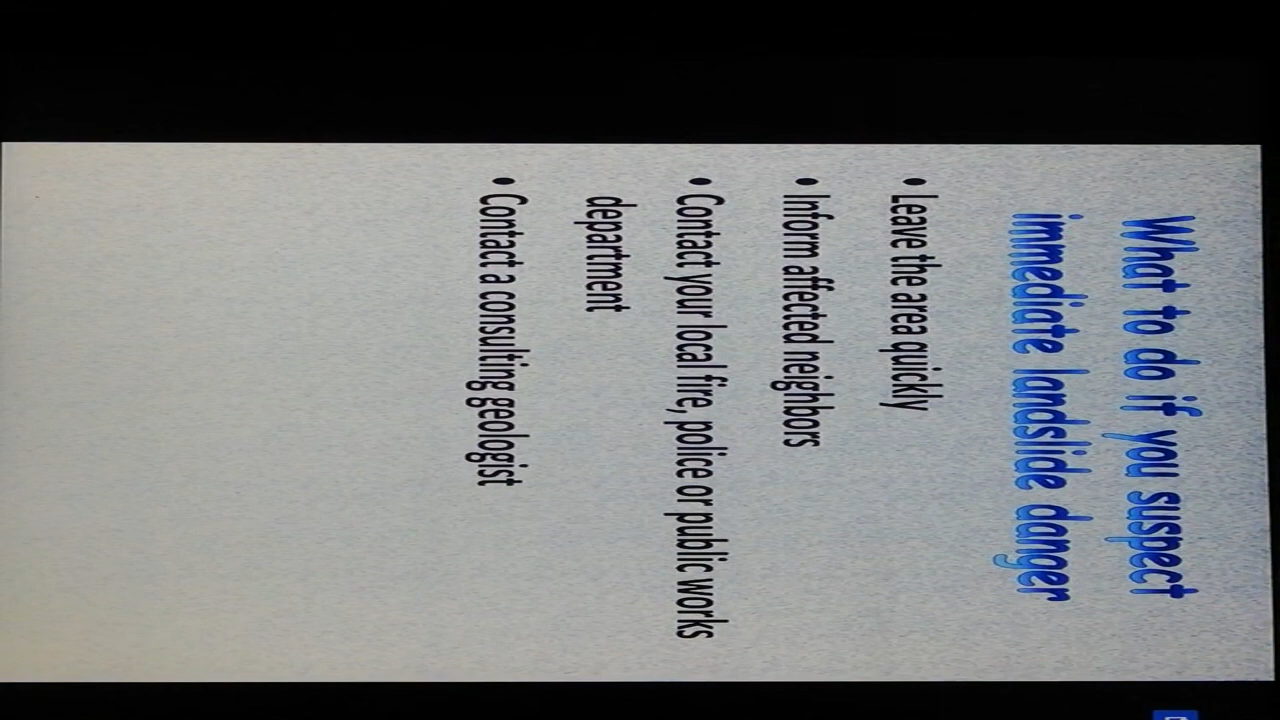 What to do if you suspect
immediate landslide danger
• Leave the area quickly
• Inform affected neighbors
• Contact your local fire, police or public works
department
• Contact a consulting geologist